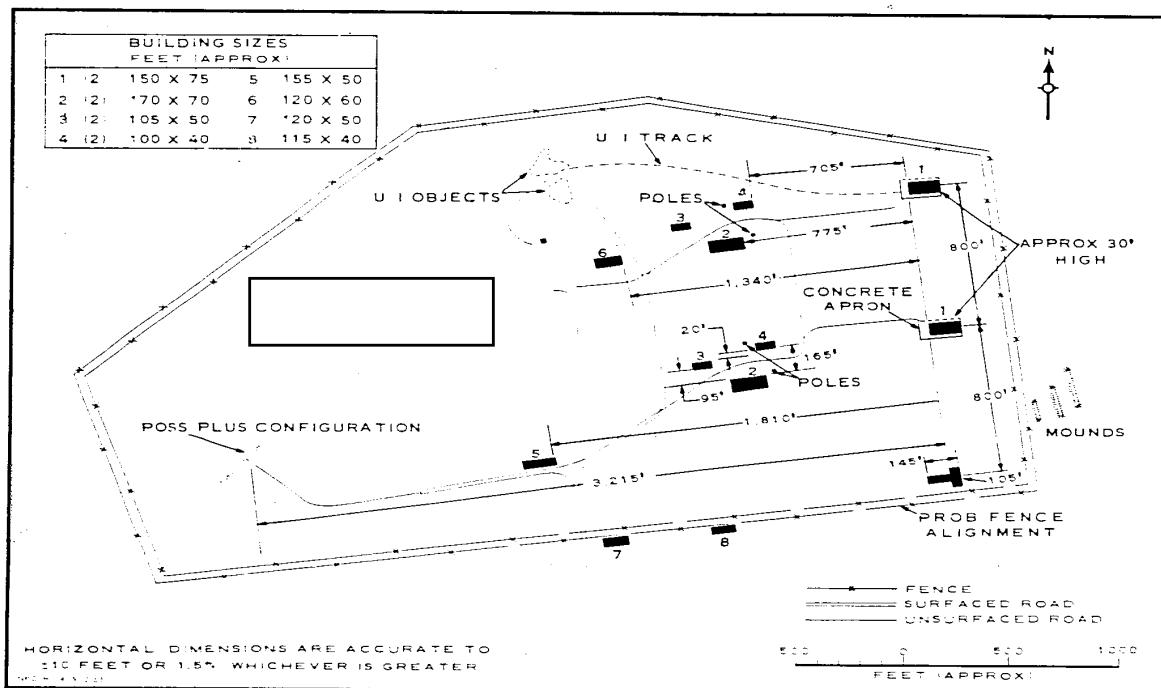 BUILDING SIZES
FEET (APPROX)
1 (2 150 X 75 5 155 X 50
2 (2) 170 X 70 6 120 X 60
3 (2) 105 X 50 7 120 X 50
4 (2) 100 X 40 8 115 X 40
N
U I TRACK
705'
1
U I OBJECTS
POLES
4
3
2
775'
6
800'
APPROX 30'
HIGH
1,340'
CONCRETE
APRON
1
20'
4
3
165'
2
POLES
95'
800'
1,810'
MOUNDS
POSS PLUS CONFIGURATION
5
145'
3,215'
105'
PROB FENCE
ALIGNMENT
7
8
FENCE
SURFACED ROAD
UNSURFACED ROAD
HORIZONTAL DIMENSIONS ARE ACCURATE TO
±10 FEET OR 1.5% WHICHEVER IS GREATER
500 0 500 1000
FEET (APPROX)